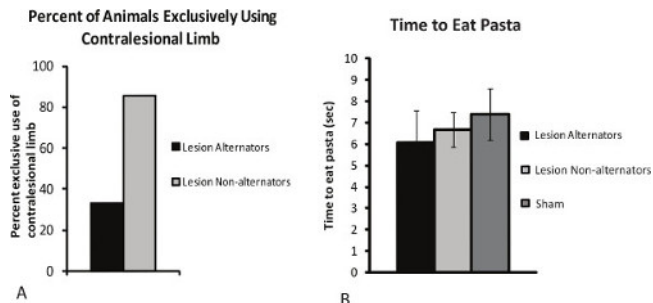 Percent of Animals Exclusively Using
Contralesional Limb
Percent exclusive use of
contralesional limb
100
80
60
40
20
0
Lesion Alternators
Lesion Non-alternators
A
Time to Eat Pasta
Time to eat pasta (sec)
10
9
8
7
6
5
4
3
2
1
0
Lesion Alternators
Lesion Non-alternators
Sham
B